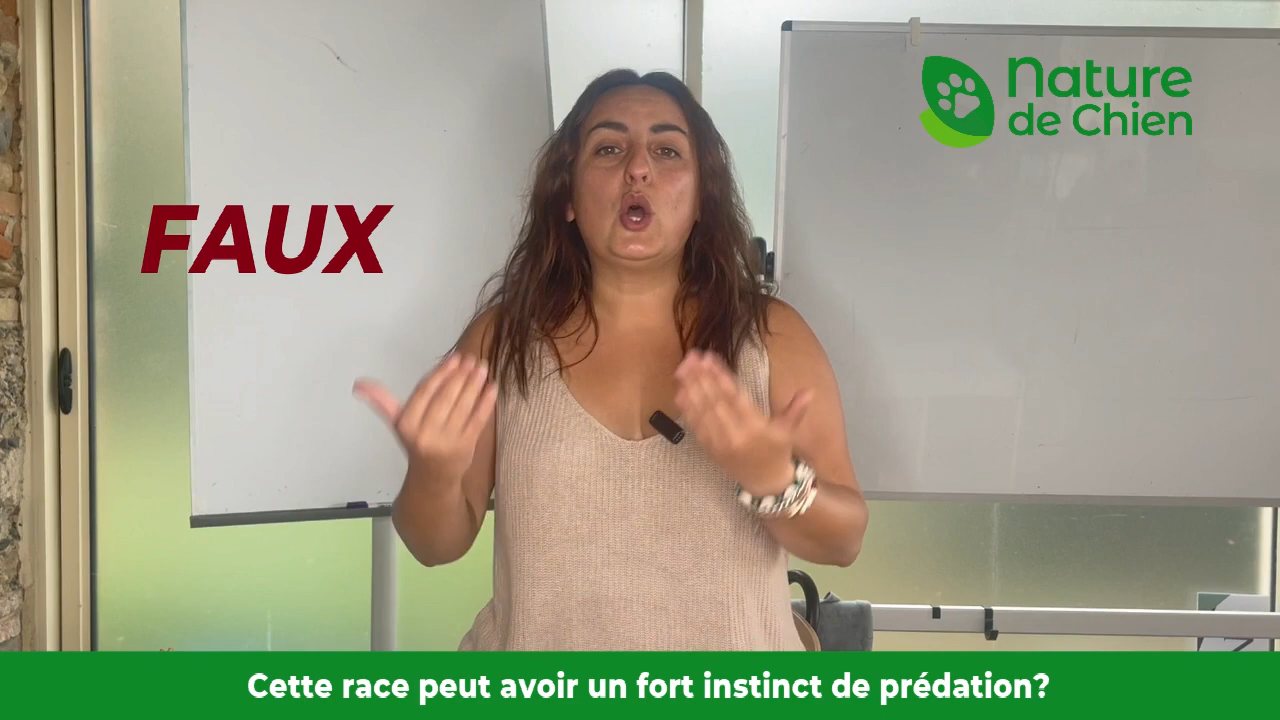 Nature
de Chien
FAUX
Cette race peut avoir un fort instinct de prédation?